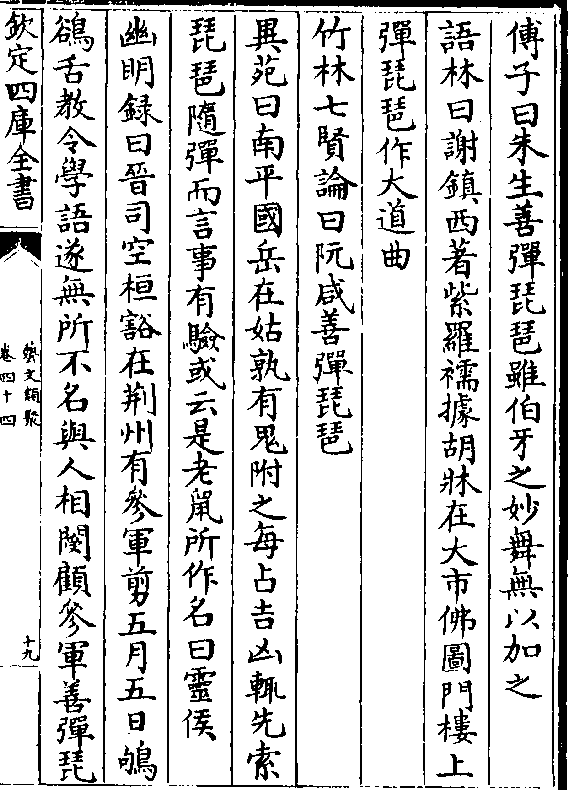 傅子曰朱生善彈琵琶雖伯牙之妙舞無以加之
語林曰謝鎮西著紫羅襦據胡牀在大市佛圖門樓上
彈琵琶作大道曲
竹林七賢論曰阮咸善彈琵琶
異苑曰南平國岳在姑孰有鬼附之每占吉凶輒先索
琵琶隨彈而言事有驗或云是老鼠所作名曰靈侯
幽明録曰晉司空桓豁在荆州有參軍剪五月五日鴝
鵒舌教令學語遂無所不名與人相関顧參軍善彈琵
欽定四庫全書
藝文類聚
卷四十四
十九